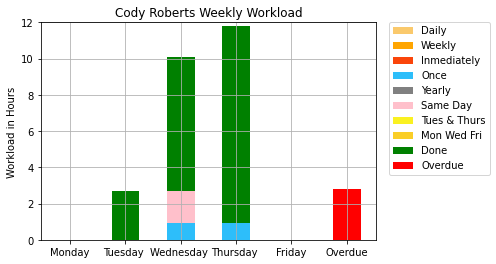 Cody Roberts Weekly Workload
Workload in Hours
12
10
8
6
4
2
0
Monday
Tuesday
Wednesday
Thursday
Friday
Overdue
Daily
Weekly
Inmediately
Once
Yearly
Same Day
Tues & Thurs
Mon Wed Fri
Done
Overdue